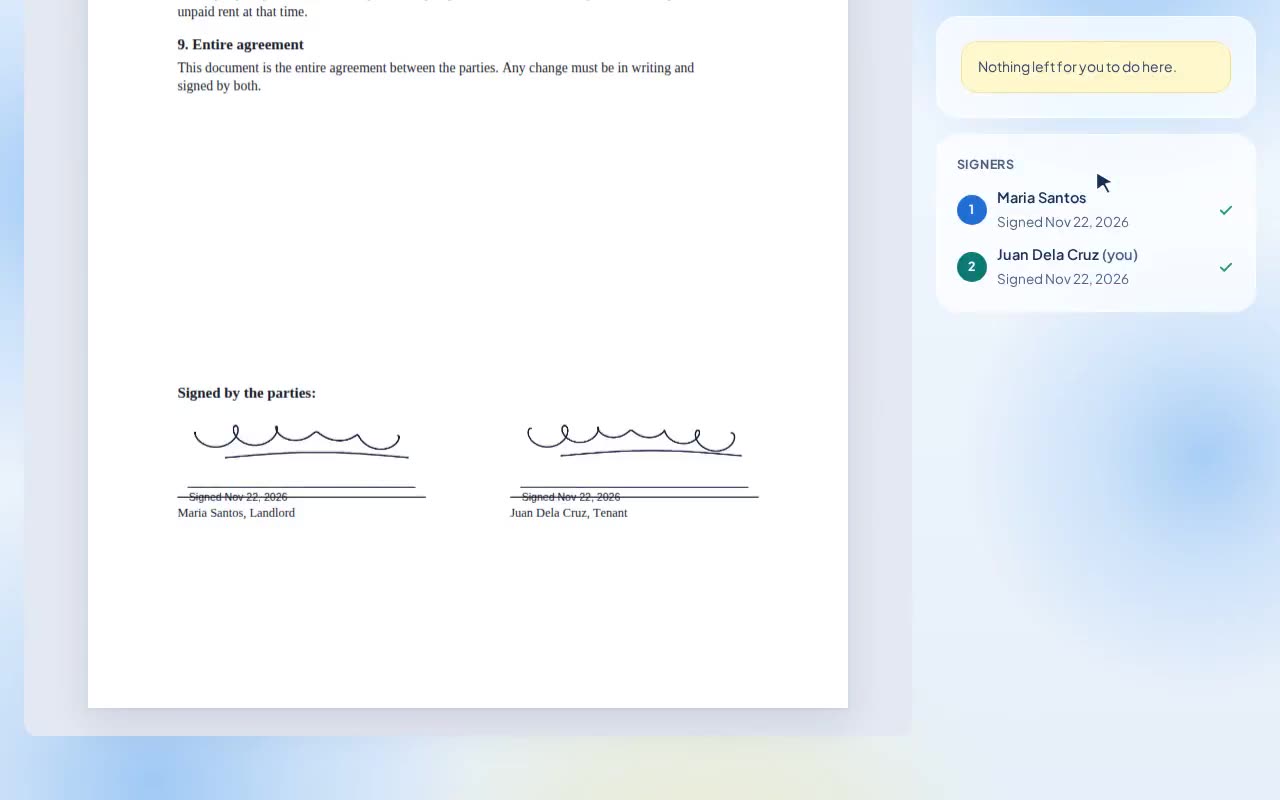 unpaid rent at that time.
9. Entire agreement
This document is the entire agreement between the parties. Any change must be in writing and
signed by both.
Signed by the parties:
Signed Nov 22, 2026
Maria Santos, Landlord
Signed Nov 22, 2026
Juan Dela Cruz, Tenant
Nothing left for you to do here.
SIGNERS
1
Maria Santos
Signed Nov 22, 2026
2
Juan Dela Cruz (you)
Signed Nov 22, 2026